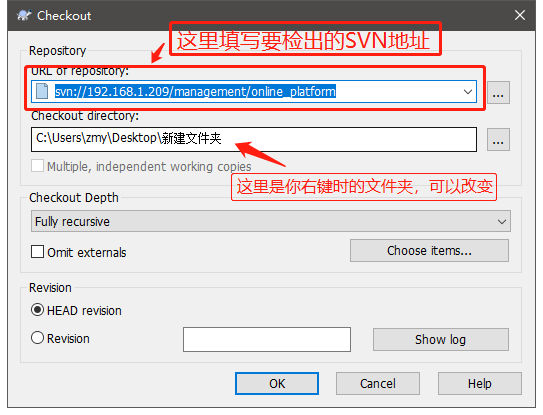 Checkout
这里填写要检出的SVN地址
Repository
URL of repository:
svn://192.168.1.209/management/online_platform
...
Checkout directory:
C:\Users\zmy\Desktop\新建文件夹
...
Multiple, independent working copies
这里是你右键时的文件夹，可以改变
Checkout Depth
Fully recursive
Omit externals
Choose items...
Revision
HEAD revision
Revision
Show log
OK
Cancel
Help